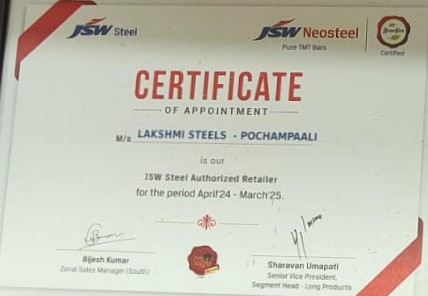 JSW Steel
JSW Neosteel
Pure TMT Bars
Certified
CERTIFICATE
OF APPOINTMENT
M/s LAKSHMI STEELS - POCHAMPAALI
is our
JSW Steel Authorized Retailer
for the period April'24 - March'25.
Bijesh Kumar
Zonal Sales Manager (South)
Sharavan Umapati
Senior Vice President,
Segment Head - Long Products